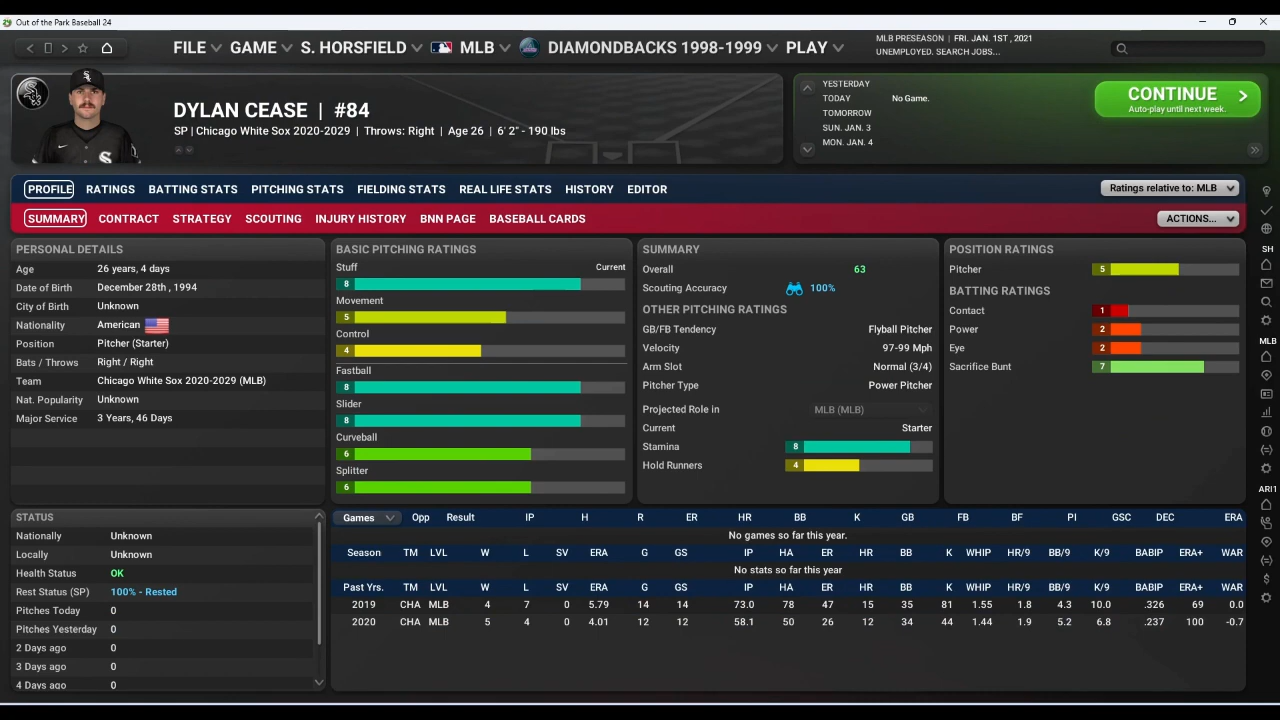 Out of the Park Baseball 24
FILE GAME S. HORSFIELD MLB DIAMONDBACKS 1998-1999 PLAY
MLB PRESEASON | FRI. JAN. 1ST , 2021
UNEMPLOYED. SEARCH JOBS...
DYLAN CEASE | #84
SP | Chicago White Sox 2020-2029 | Throws: Right | Age 26 | 6' 2" - 190 lbs
YESTERDAY
TODAY No Game.
TOMORROW
SUN. JAN. 3
MON. JAN. 4
CONTINUE
Auto-play until next week.
PROFILE RATINGS BATTING STATS PITCHING STATS FIELDING STATS REAL LIFE STATS HISTORY EDITOR
Ratings relative to: MLB
SUMMARY CONTRACT STRATEGY SCOUTING INJURY HISTORY BNN PAGE BASEBALL CARDS
ACTIONS...
PERSONAL DETAILS
Age 26 years, 4 days
Date of Birth December 28th , 1994
City of Birth Unknown
Nationality American
Position Pitcher (Starter)
Bats / Throws Right / Right
Team Chicago White Sox 2020-2029 (MLB)
Nat. Popularity Unknown
Major Service 3 Years, 46 Days
BASIC PITCHING RATINGS
Stuff Current
8
Movement
5
Control
4
Fastball
8
Slider
8
Curveball
6
Splitter
6
SUMMARY
Overall 63
Scouting Accuracy 100%
OTHER PITCHING RATINGS
GB/FB Tendency Flyball Pitcher
Velocity 97-99 Mph
Arm Slot Normal (3/4)
Pitcher Type Power Pitcher
Projected Role in MLB (MLB)
Current Starter
Stamina 8
Hold Runners 4
POSITION RATINGS
Pitcher 5
BATTING RATINGS
Contact 1
Power 2
Eye 2
Sacrifice Bunt 7
SH
MLB
ARI1
STATUS
Nationally Unknown
Locally Unknown
Health Status OK
Rest Status (SP) 100% - Rested
Pitches Today 0
Pitches Yesterday 0
2 Days ago 0
3 Days ago 0
4 Days ago 0
Games Opp Result IP H R ER HR BB K GB FB BF PI GSC DEC ERA
No games so far this year.
Season TM LVL W L SV ERA G GS IP HA ER HR BB K WHIP HR/9 BB/9 K/9 BABIP ERA+ WAR
No stats so far this year
Past Yrs. TM LVL W L SV ERA G GS IP HA ER HR BB K WHIP HR/9 BB/9 K/9 BABIP ERA+ WAR
2019 CHA MLB 4 7 0 5.79 14 14 73.0 78 47 15 35 81 1.55 1.8 4.3 10.0 .326 69 0.0
2020 CHA MLB 5 4 0 4.01 12 12 58.1 50 26 12 34 44 1.44 1.9 5.2 6.8 .237 100 -0.7